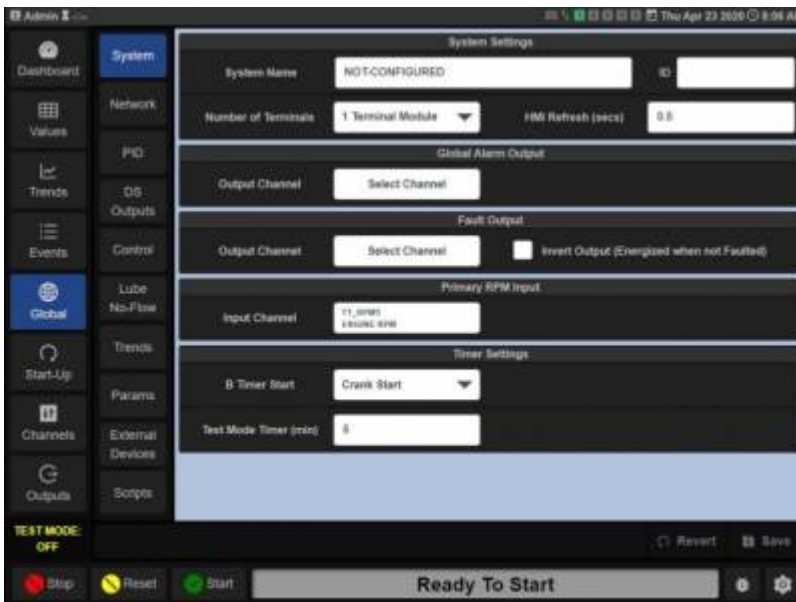 Admin
Thu Apr 23 2020 8:06 AM
Dashboard
Values
Trends
Events
Global
Start-Up
Channels
Outputs
TEST MODE:
OFF
System
Network
PID
DS
Outputs
Control
Lube
No-Flow
Trends
Params
External
Devices
Scripts
System Settings
System Name NOT-CONFIGURED ID
Number of Terminals 1 Terminal Module HMI Refresh (secs)
Global Alarm Output
Output Channel Select Channel
Fault Output
Output Channel Select Channel Invert Output (Energized when not Faulted)
Primary RPM Input
Input Channel
ENGINE RPM
Timer Settings
B Timer Start Crank Start
Test Mode Timer (min)
Revert Save
Stop Reset Start Ready To Start